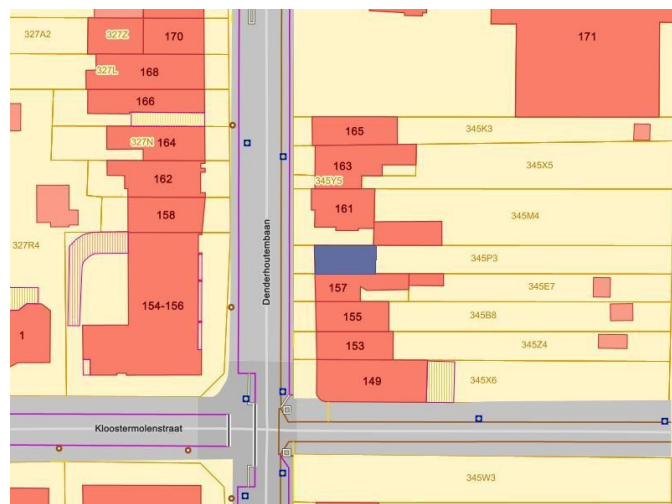 327A2
327Z
170
171
327L
168
166
165
345K3
327N
164
163
345X5
345Y5
162
161
158
345M4
Denderhoutembaan
327R4
345P3
157
345E7
154-156
155
345B8
1
153
345Z4
149
345X6
Kloostermolenstraat
345W3